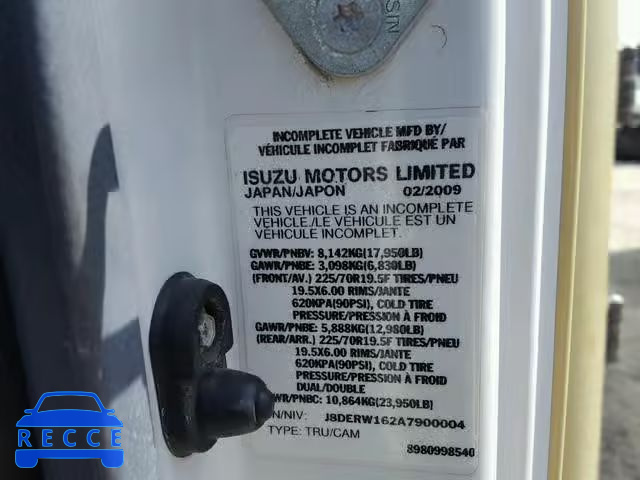 SIN
INCOMPLETE VEHICLE MFD BY/
VÉHICULE INCOMPLET FABRIQUÉ PAR
ISUZU MOTORS LIMITED
JAPAN/JAPON 02/2009
THIS VEHICLE IS AN INCOMPLETE
VEHICLE/LE VEHICULE EST UN
VÉHICULE INCOMPLET.
GVWR/PNBV: 8,142KG(17,950LB)
GAWR/PNBE: 3,098KG(6,830LB)
(FRONT/AV.) 225/70R19.5F TIRES/PNEU
19.5X6.00 RIMS/JANTE
620KPA(90PSI), COLD TIRE
PRESSURE/PRESSION À FROID
GAWR/PNBE: 5,888KG(12,980LB)
(REAR/ARR.) 225/70R19.5F TIRES/PNEU
19.5X6.00 RIMS/JANTE
620KPA(90PSI), COLD TIRE
PRESSURE/PRESSION À FROID
DUAL/DOUBLE
WR/PNBC: 10,864KG(23,950LB)
N/NIV: J8DERW162A7900004
TYPE: TRU/CAM
8980998540
RECCE